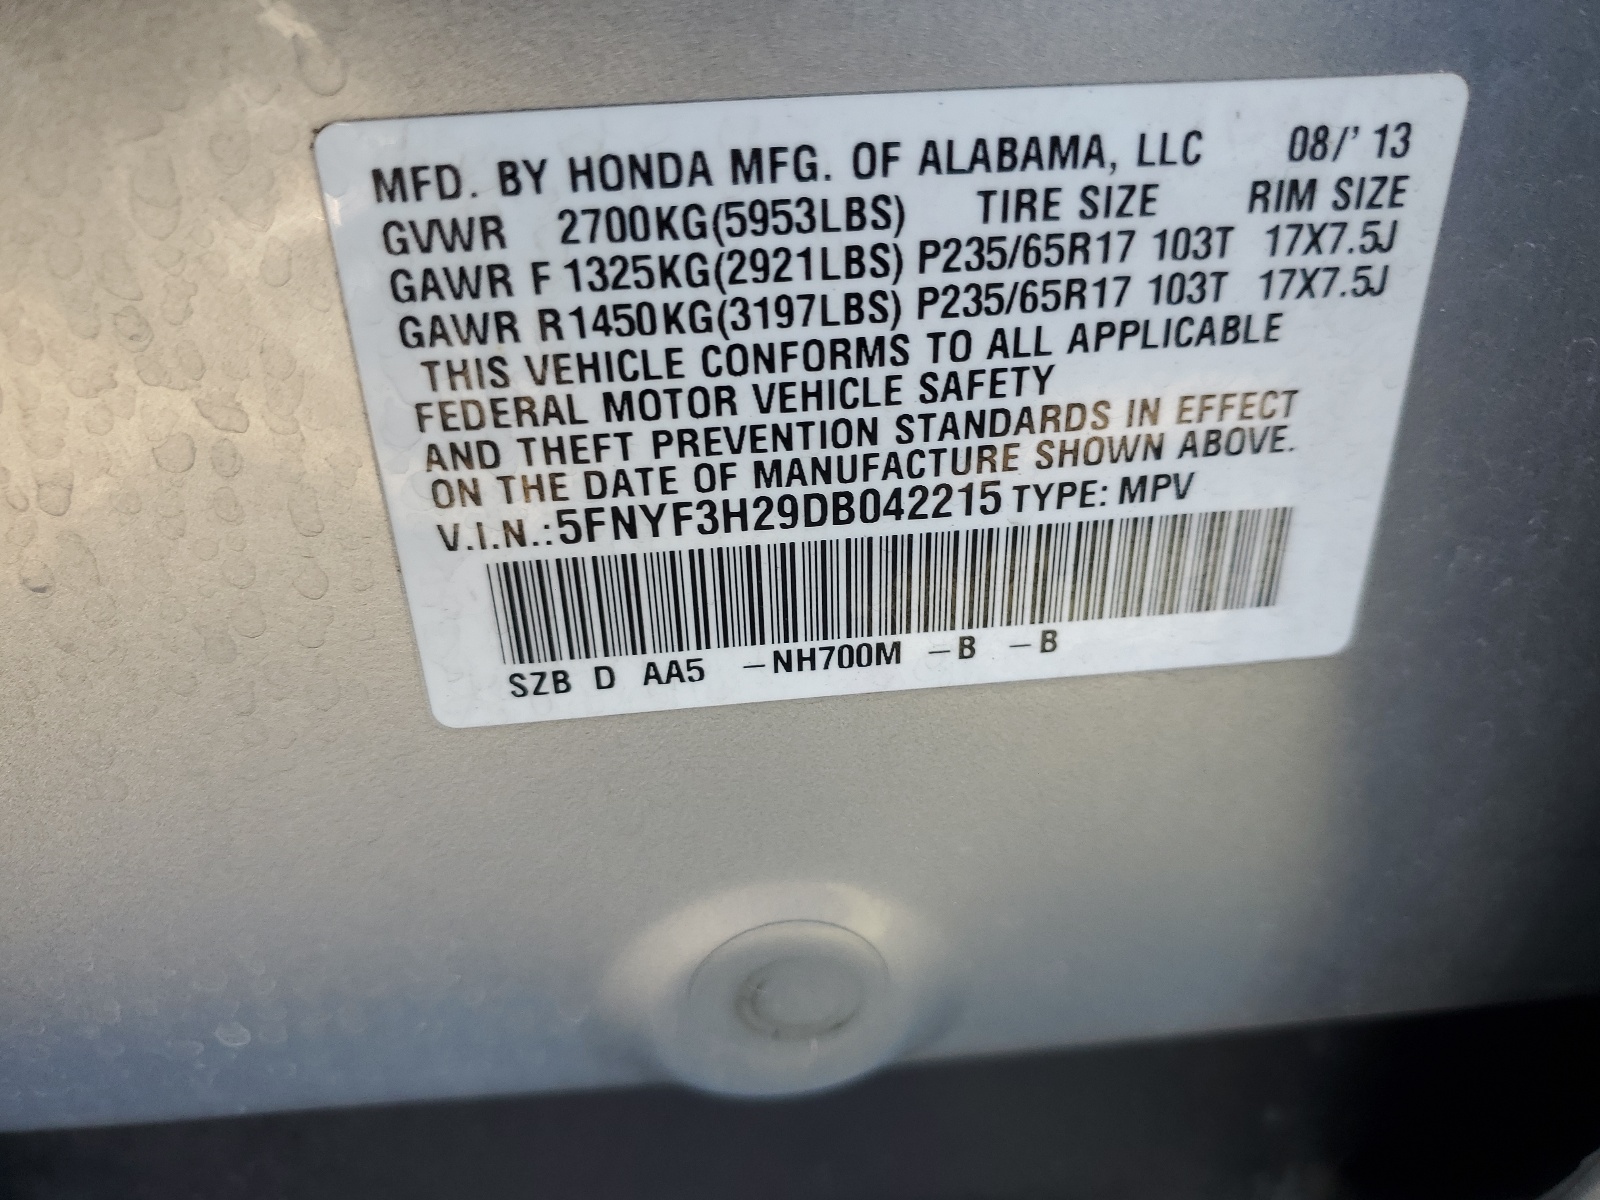 MFD. BY HONDA MFG. OF ALABAMA, LLC 08/' 13
GVWR 2700KG(5953LBS) TIRE SIZE RIM SIZE
GAWR F 1325KG(2921LBS) P235/65R17 103T 17X7.5J
GAWR R1450KG(3197LBS) P235/65R17 103T 17X7.5J
THIS VEHICLE CONFORMS TO ALL APPLICABLE
FEDERAL MOTOR VEHICLE SAFETY
AND THEFT PREVENTION STANDARDS IN EFFECT
ON THE DATE OF MANUFACTURE SHOWN ABOVE.
V.I.N.:5FNYF3H29DB042215 TYPE: MPV
SZB D AA5 –NH700M –B –B